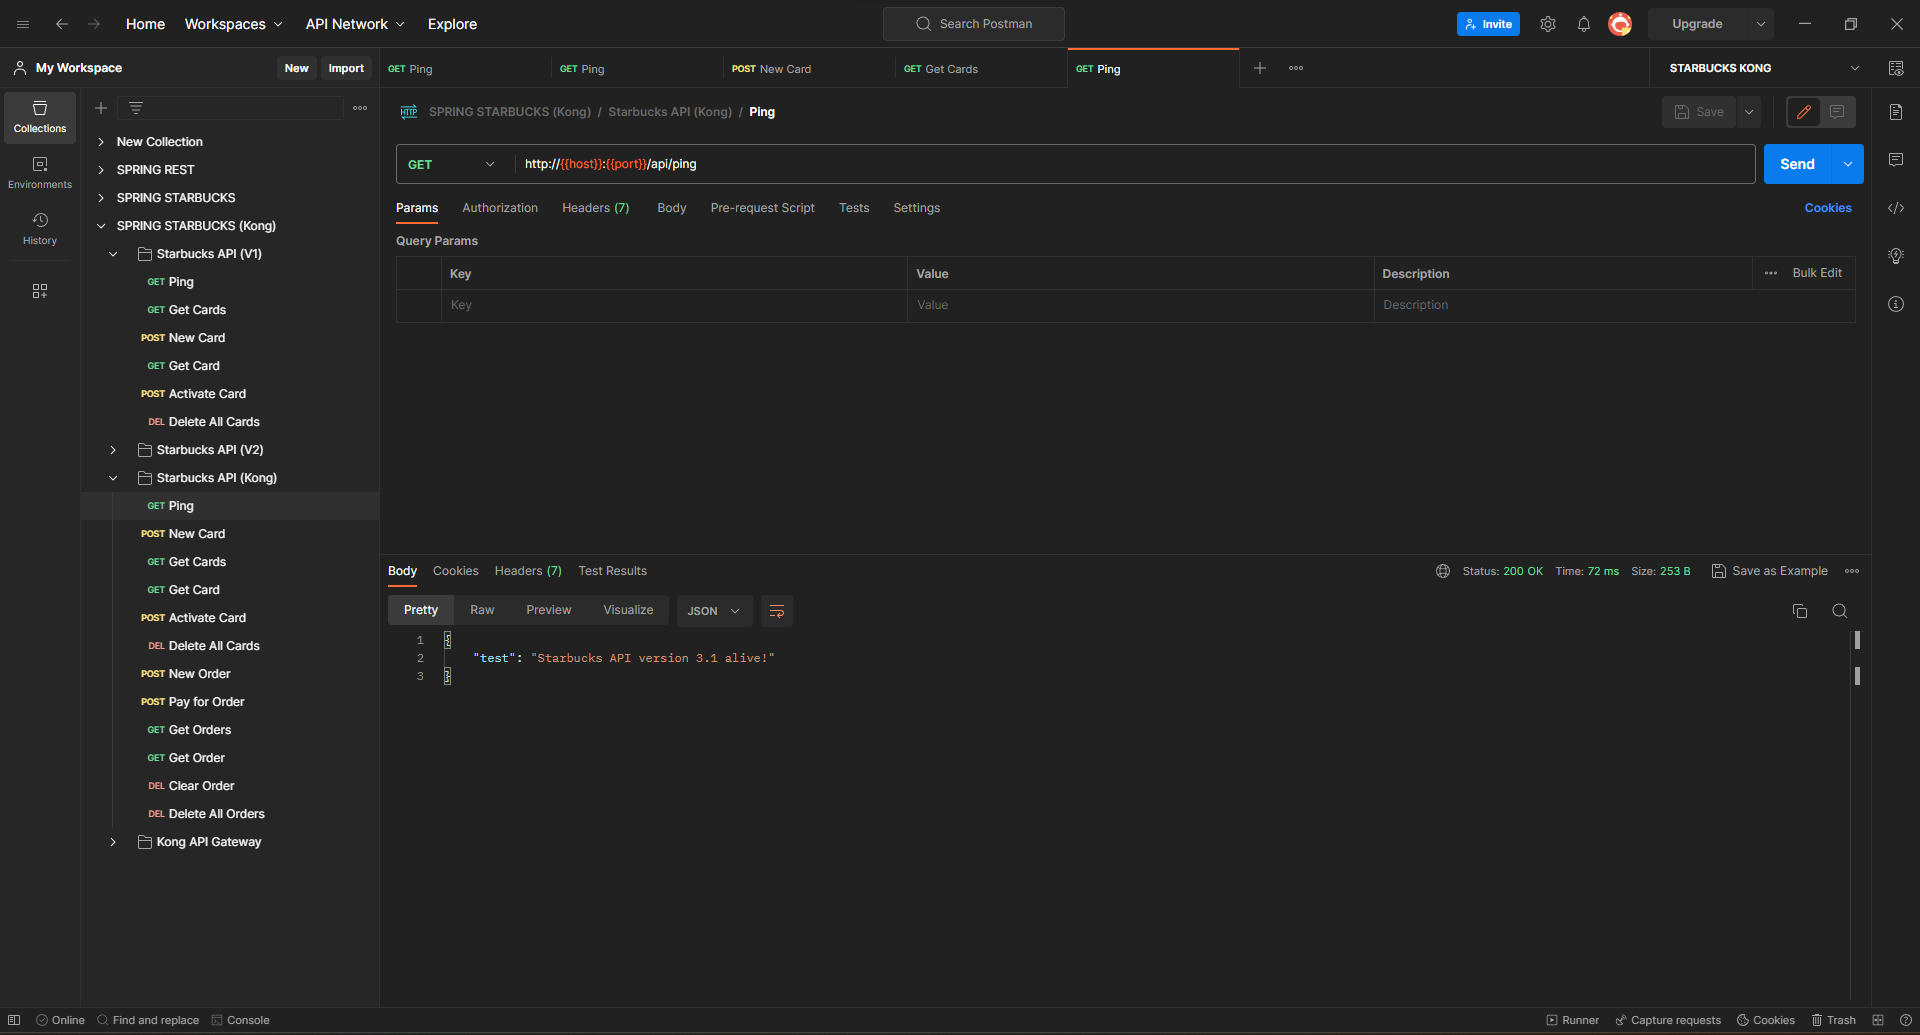 Home Workspaces API Network Explore Search Postman Invite Upgrade
My Workspace New Import GET Ping GET Ping POST New Card GET Get Cards GET Ping STARBUCKS KONG
Collections
Environments
History
New Collection
SPRING REST
SPRING STARBUCKS
SPRING STARBUCKS (Kong)
Starbucks API (V1)
GET Ping
GET Get Cards
POST New Card
GET Get Card
POST Activate Card
DEL Delete All Cards
Starbucks API (V2)
Starbucks API (Kong)
GET Ping
POST New Card
GET Get Cards
GET Get Card
POST Activate Card
DEL Delete All Cards
POST New Order
POST Pay for Order
GET Get Orders
GET Get Order
DEL Clear Order
DEL Delete All Orders
Kong API Gateway
HTTP SPRING STARBUCKS (Kong) / Starbucks API (Kong) / Ping Save
GET http://{{host}}:{{port}}/api/ping Send
Params Authorization Headers (7) Body Pre-request Script Tests Settings Cookies
Query Params
Key Value Description Bulk Edit
Key Value Description
Body Cookies Headers (7) Test Results Status: 200 OK Time: 72 ms Size: 253 B Save as Example
Pretty Raw Preview Visualize JSON
1 {
2 "test": "Starbucks API version 3.1 alive!"
3 }
Online Find and replace Console Runner Capture requests Cookies Trash